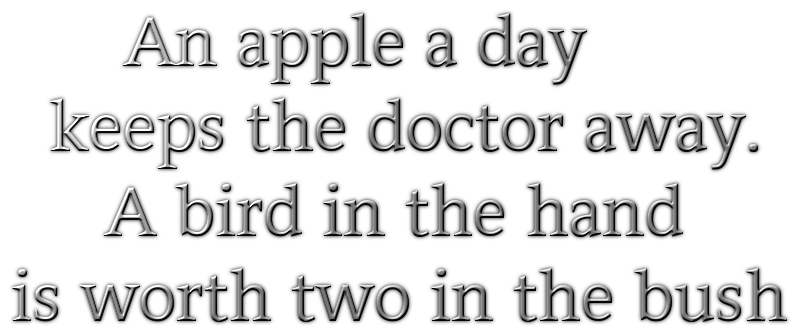 An apple a day
keeps the doctor away.
A bird in the hand
is worth two in the bush